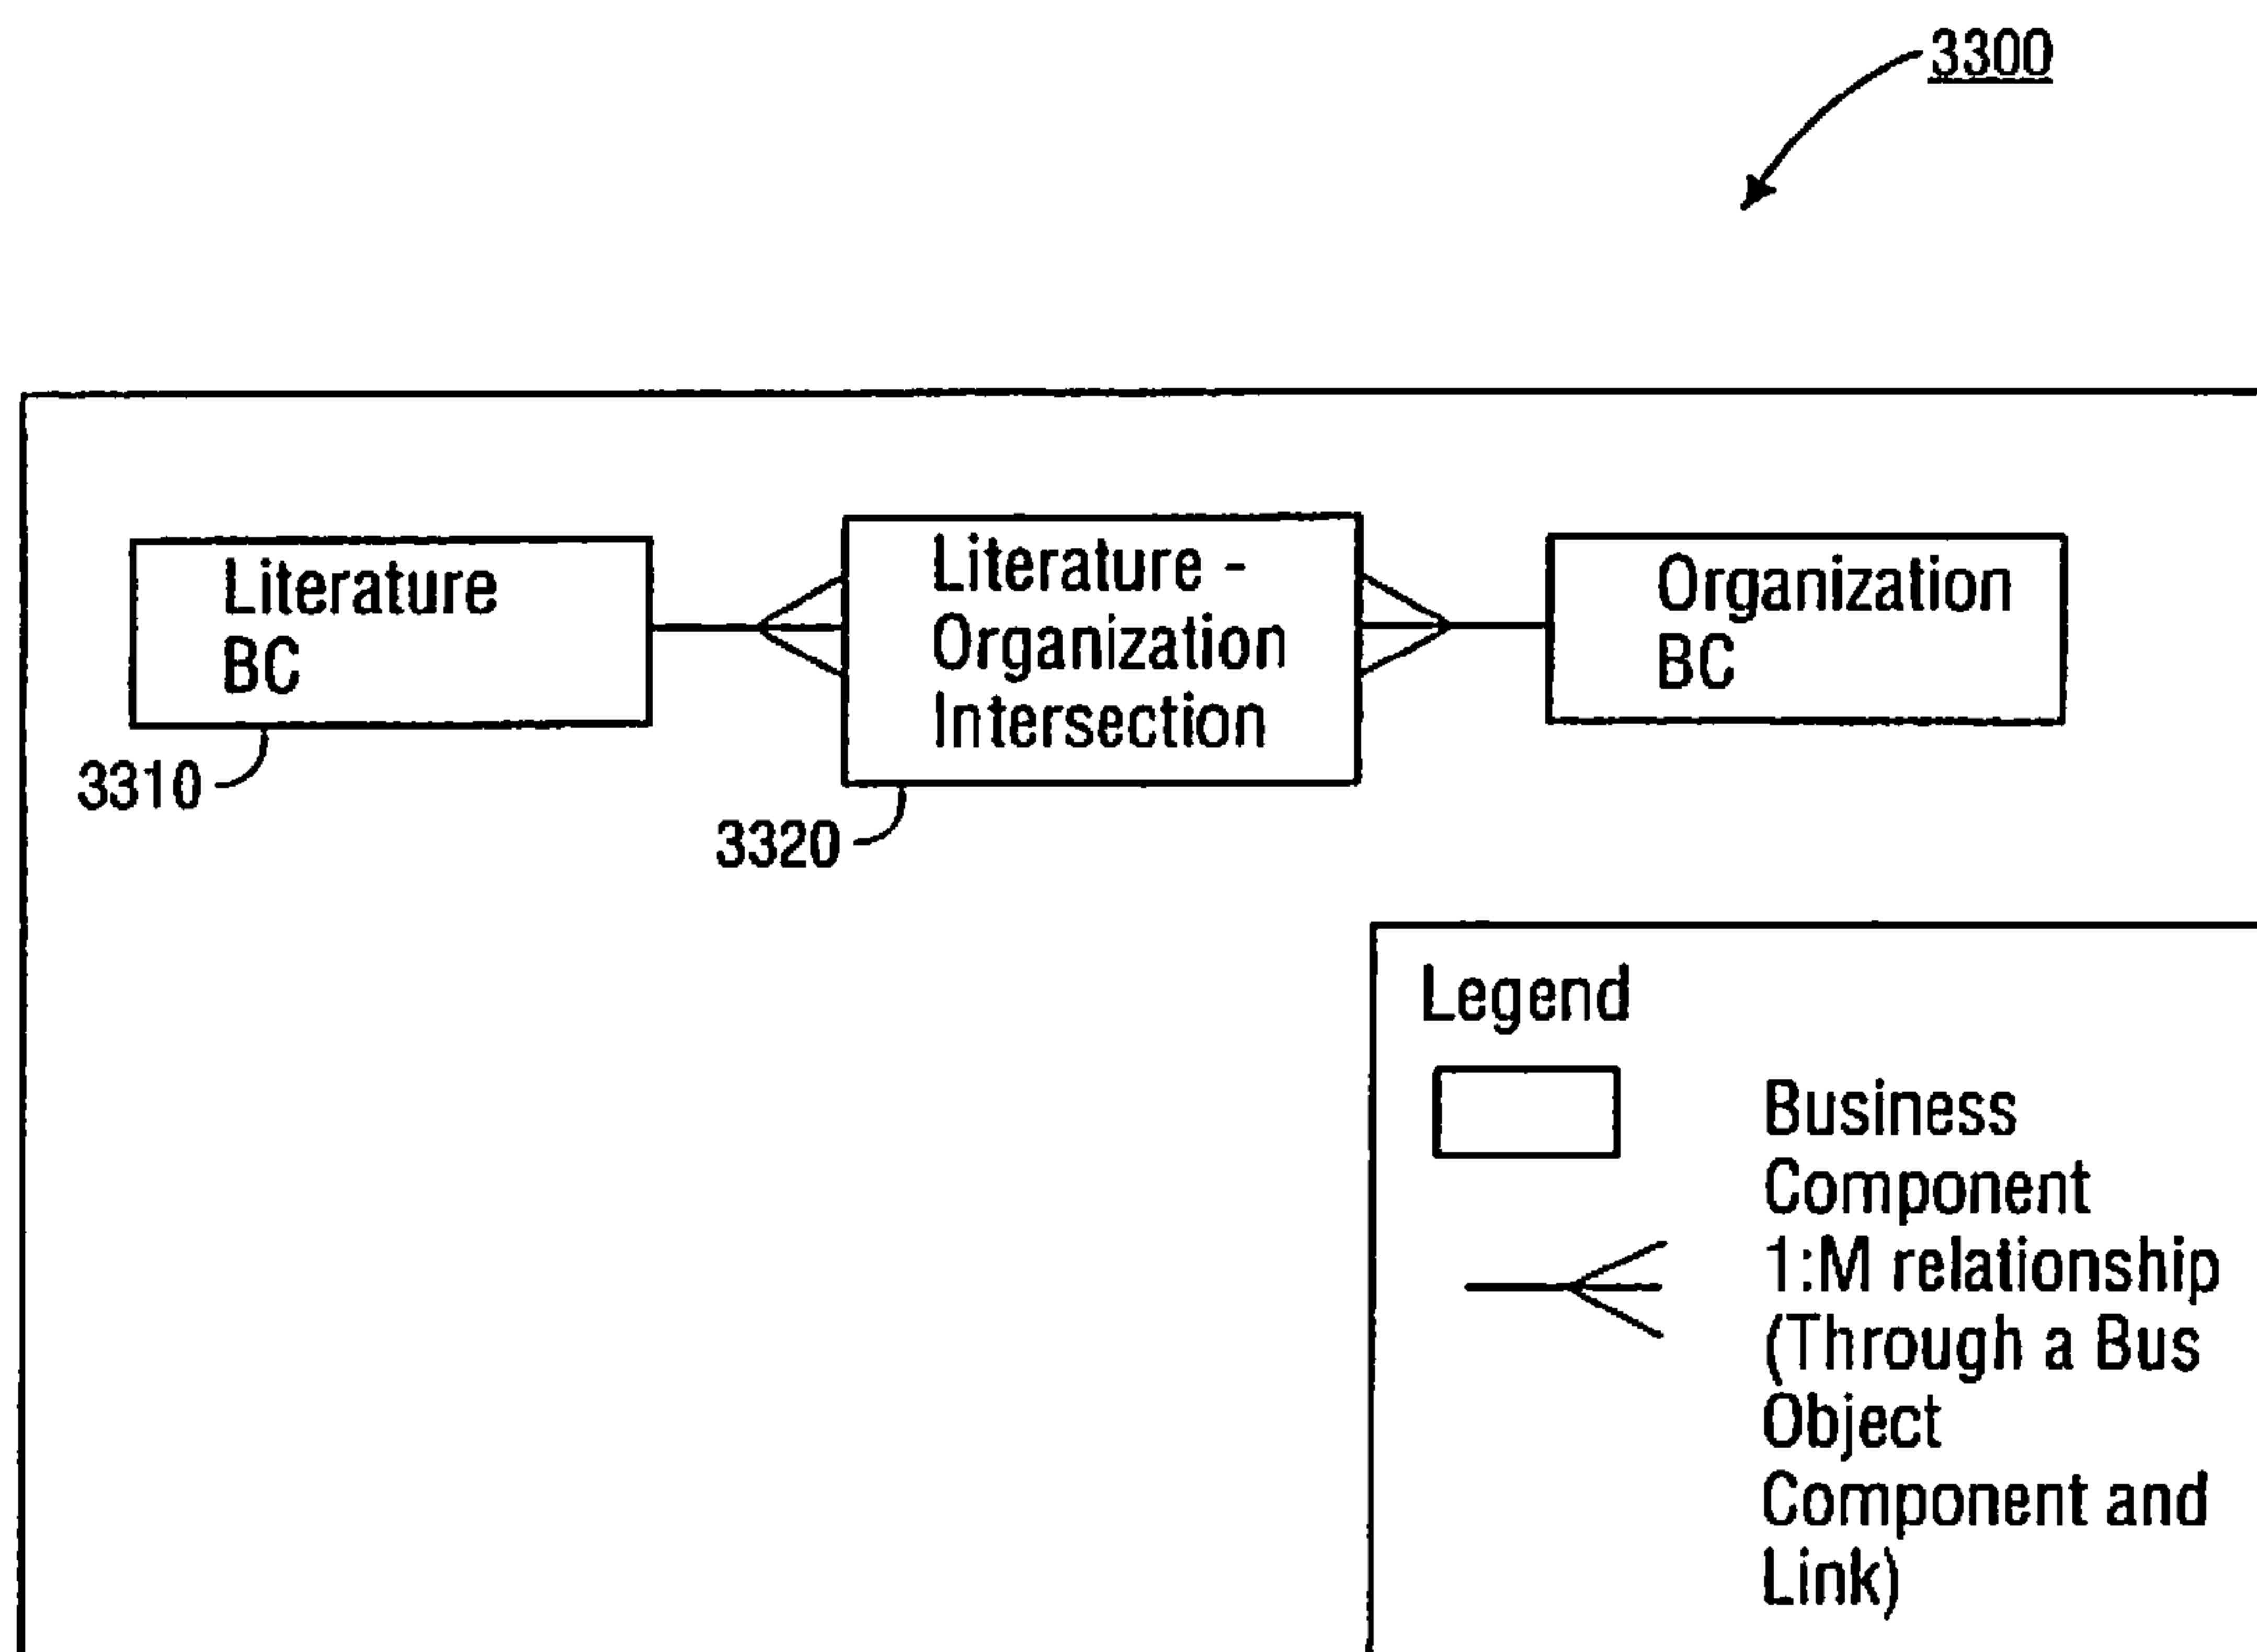 3300
Literature
BC
3310
Literature -
Organization
Intersection
3320
Organization
BC
Legend
Business
Component
1:M relationship
(Through a Bus
Object
Component and
Link)